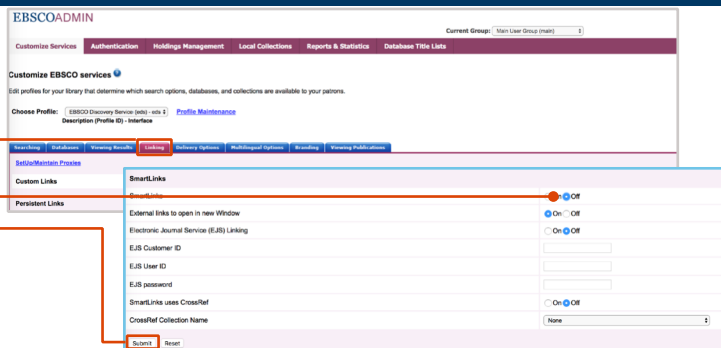 EBSCOADMIN
Current Group: Main User Group (main)
Customize Services Authentication Holdings Management Local Collections Reports & Statistics Database Title Lists
Customize EBSCO services
Edit profiles for your library that determine which search options, databases, and collections are available to your patrons.
Choose Profile: EBSCO Discovery Service (eds) - eds Profile Maintenance
Description (Profile ID) - Interface
Searching Databases Viewing Results Linking Delivery Options Multilingual Options Branding Viewing Publications
SetUp/Maintain Proxies
Custom Links
Persistent Links
SmartLinks
SmartLinks On Off
External links to open in new Window On Off
Electronic Journal Service (EJS) Linking On Off
EJS Customer ID
EJS User ID
EJS password
SmartLinks uses CrossRef On Off
CrossRef Collection Name None
Submit Reset